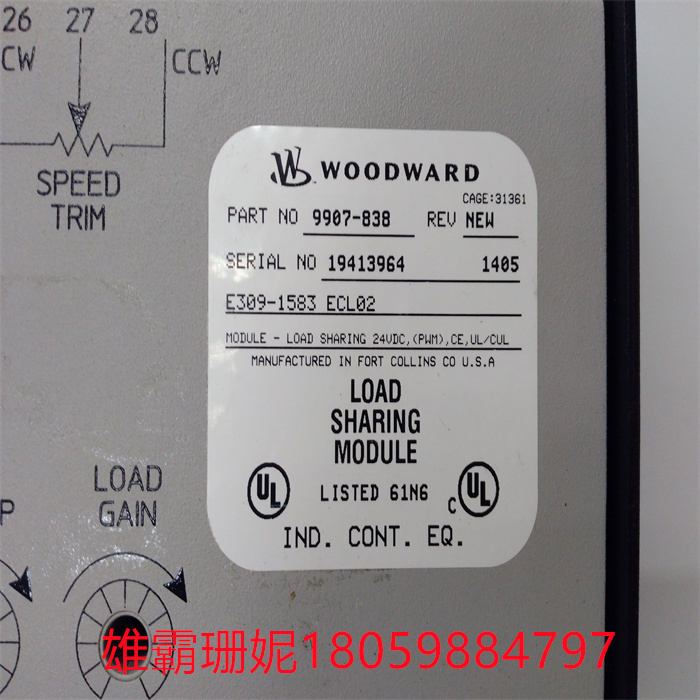 26 27 28
CW CCW
SPEED
TRIM
WOODWARD
CAGE:31361
PART NO 9907-838 REV NEW
SERIAL NO 19413964 1405
E309-1583 ECL02
MODULE - LOAD SHARING 24VDC,(PWM),CE,UL/CUL
MANUFACTURED IN FORT COLLINS CO U.S.A
LOAD
SHARING
MODULE
UL LISTED 61N6 C UL
IND. CONT. EQ.
LOAD
GAIN
P
雄霸珊妮18059884797